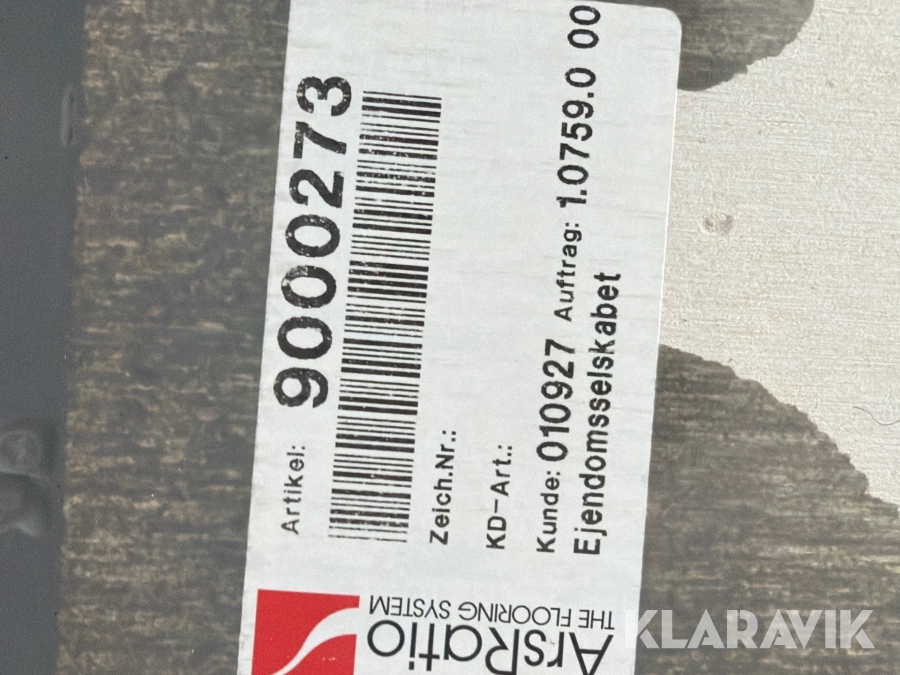 Artikel: 9000273
Zeich.Nr.:
KD-Art.:
Kunde: 010927 Auftrag: 1.0759.0 00
Ejendomsselskabet
ArsRatio
THE FLOORING SYSTEM
KLARAVIK